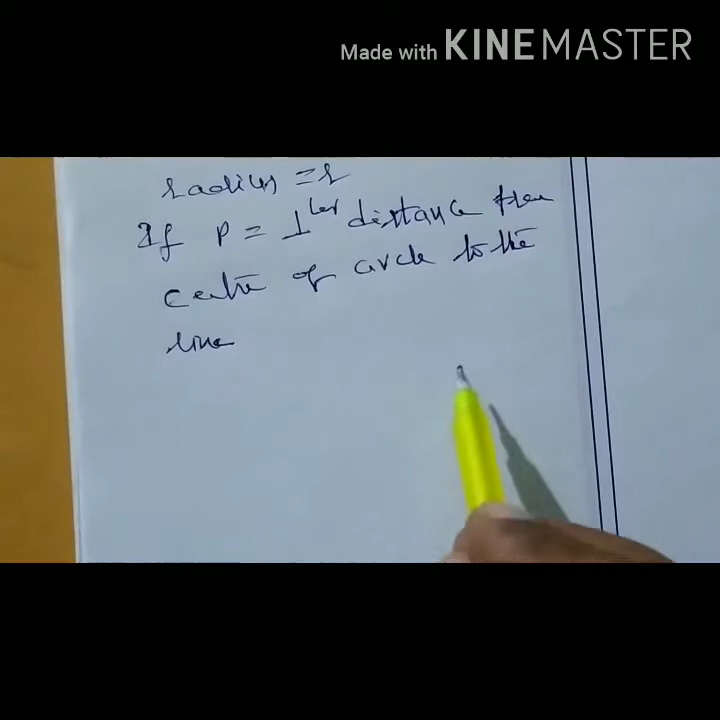 Made with KINEMASTER
radius = r
If P = ⊥ler distance from
centre of circle to the
line